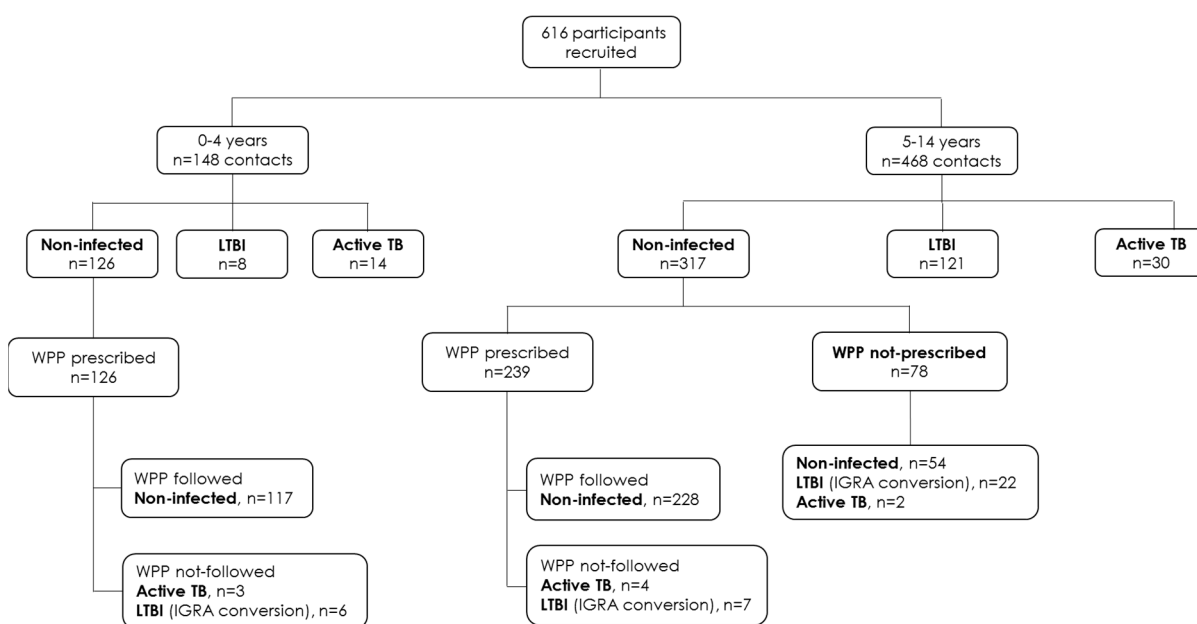 616 participants
recruited
0-4 years
n=148 contacts
5-14 years
n=468 contacts
Non-infected
n=126
LTBI
n=8
Active TB
n=14
Non-infected
n=317
LTBI
n=121
Active TB
n=30
WPP prescribed
n=126
WPP prescribed
n=239
WPP not-prescribed
n=78
WPP followed
Non-infected, n=117
WPP followed
Non-infected, n=228
Non-infected, n=54
LTBI (IGRA conversion), n=22
Active TB, n=2
WPP not-followed
Active TB, n=3
LTBI (IGRA conversion), n=6
WPP not-followed
Active TB, n=4
LTBI (IGRA conversion), n=7